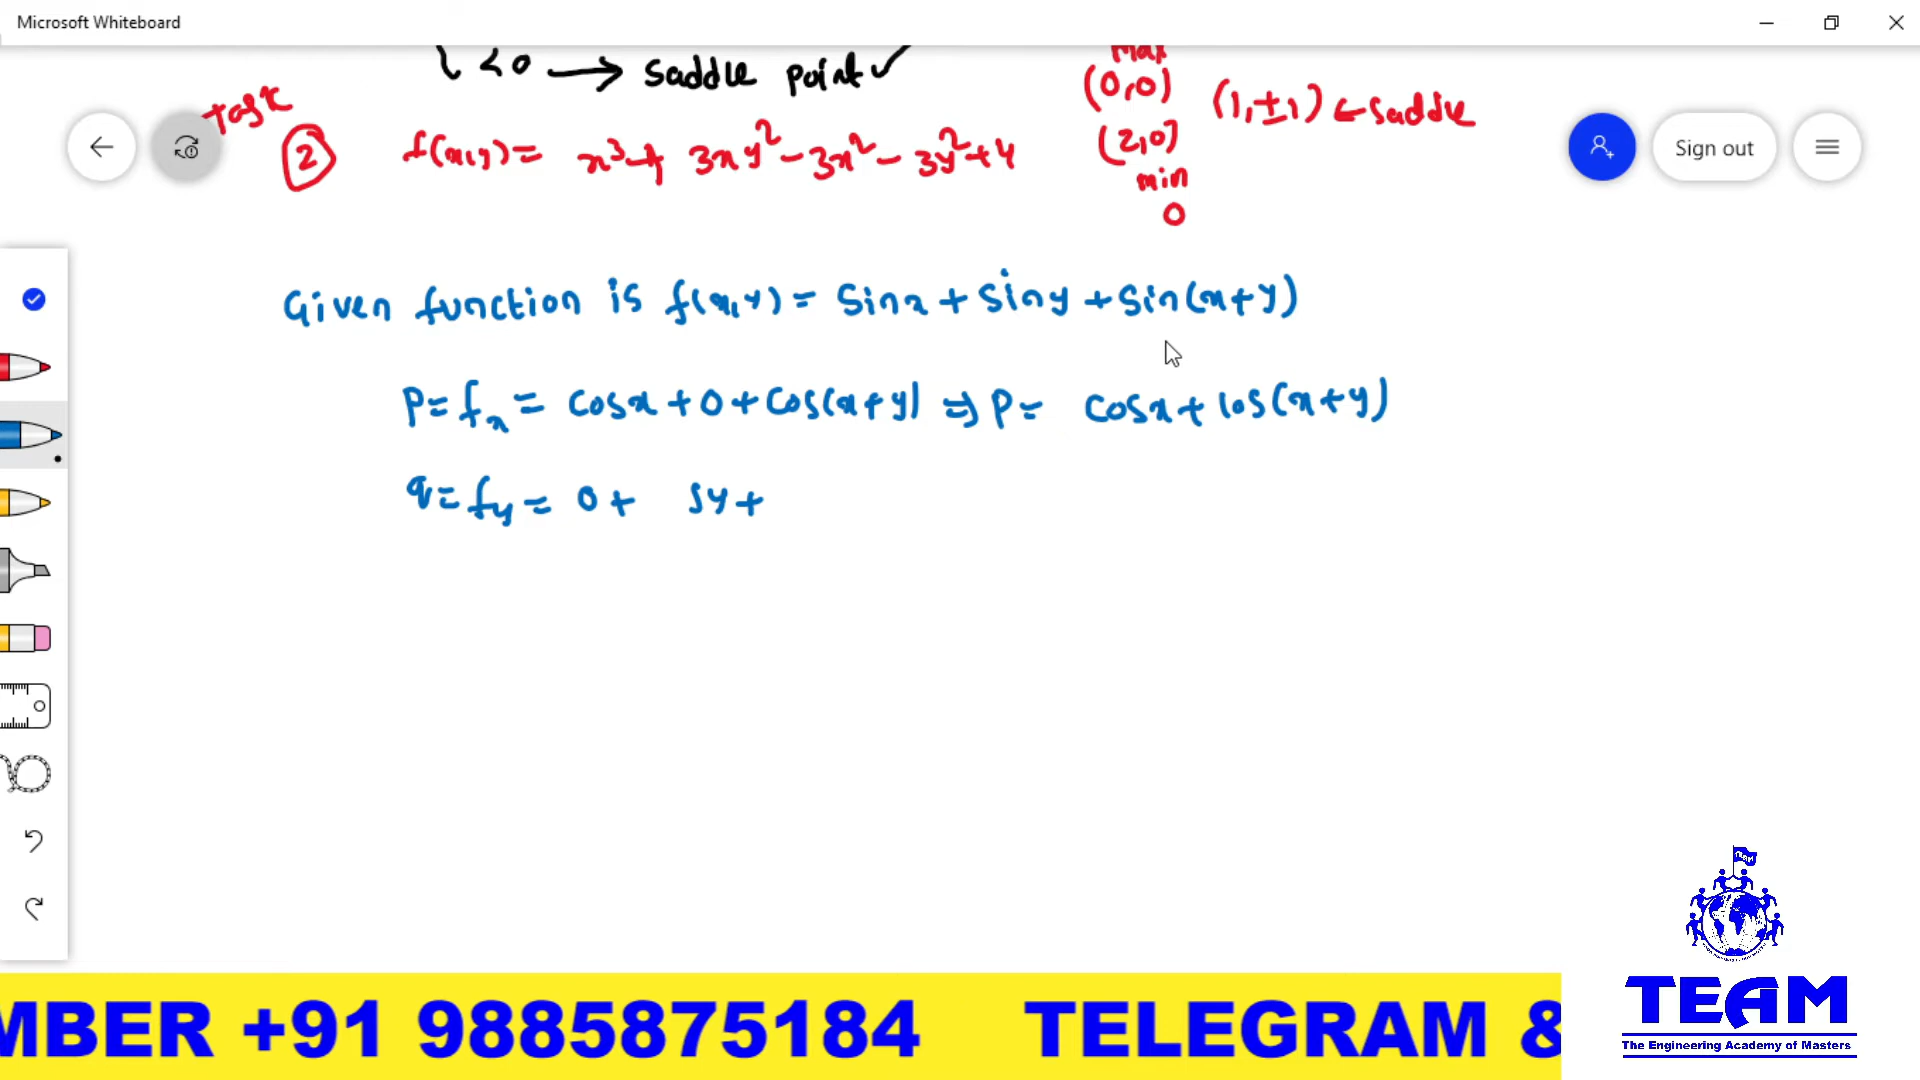 Microsoft Whiteboard
<0 → saddle point ✓
Max
(0,0)
(1,±1) ← saddle
Task
② f(x,y) = x³ + 3xy² - 3x² - 3y² + 4
(2,0)
min
0
Sign out
Given function is f(x,y) = Sinx + Siny + Sin(x+y)
P = fx = Cosx + 0 + Cos(x+y) ⇒ P = Cosx + Cos(x+y)
q = fy = 0 + Sy +
TEAM
The Engineering Academy of Masters
MBER +91 9885875184 TELEGRAM &